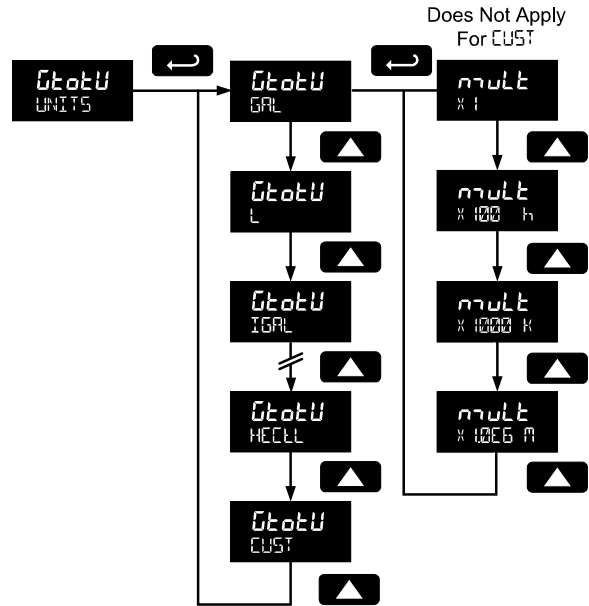 Does Not Apply
For CUST
GtotU
UNITS
GtotU
GAL
GtotU
L
GtotU
IGAL
GtotU
HECtL
GtotU
CUST
mult
X 1
mult
X 100 h
mult
X 1000 K
mult
X 1.0E6 M